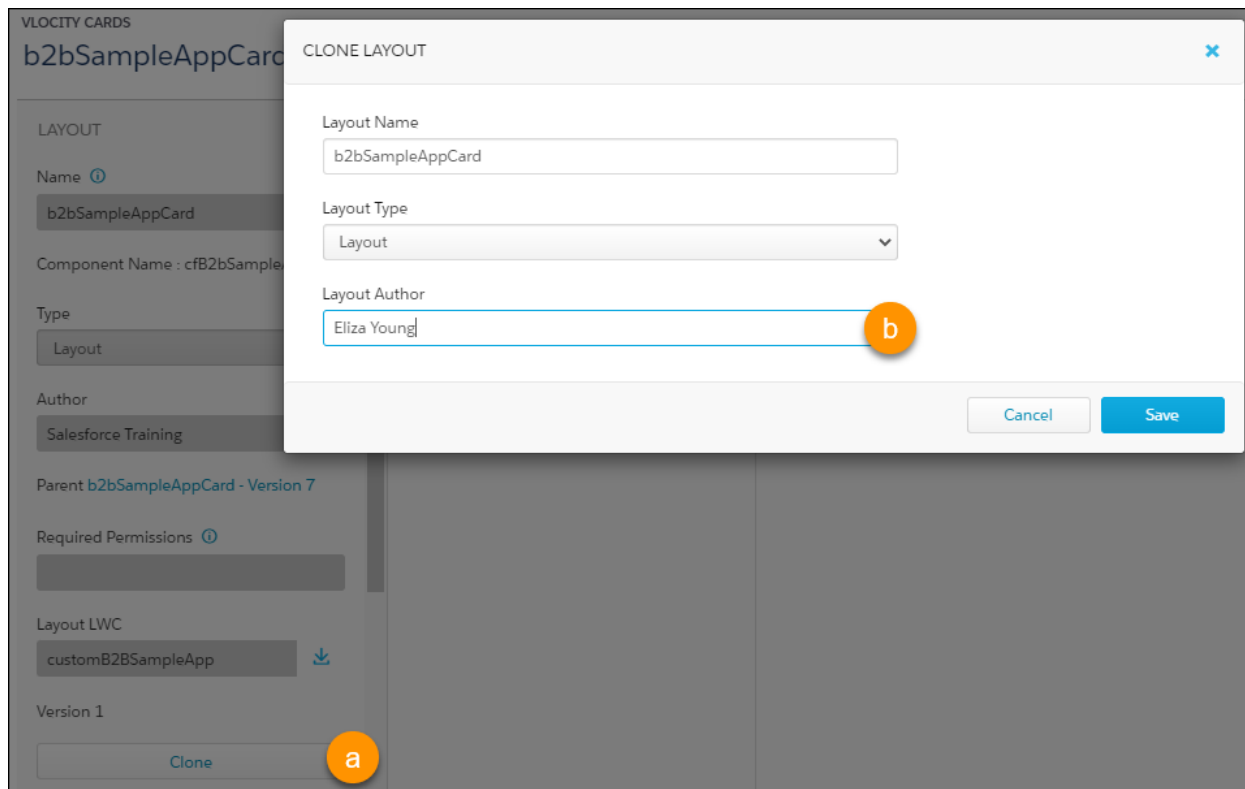 VLOCITY CARDS
b2bSampleAppCard
LAYOUT
Name
b2bSampleAppCard
Component Name : cfB2bSample
Type
Layout
Author
Salesforce Training
Parent b2bSampleAppCard - Version 7
Required Permissions
Layout LWC
customB2BSampleApp
Version 1
Clone
a
CLONE LAYOUT
Layout Name
b2bSampleAppCard
Layout Type
Layout
Layout Author
Eliza Young
b
Cancel
Save